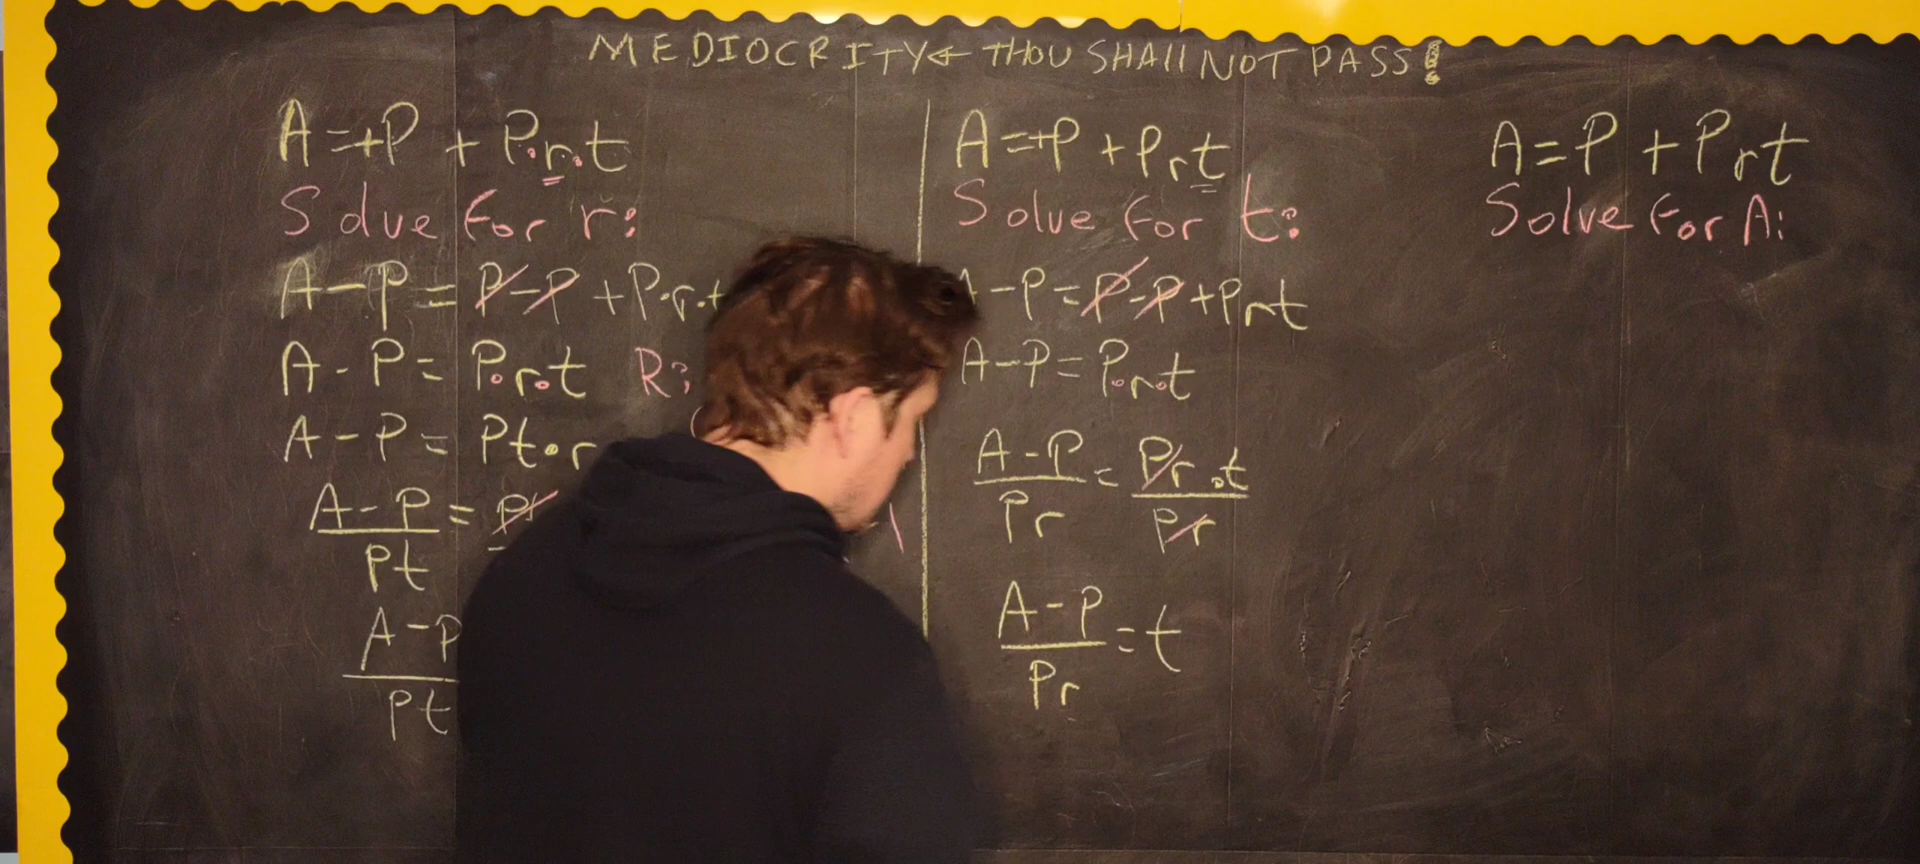 MEDIOCRITY← THOU SHAll NOT PASS!
A=+P + P·r·t
Solve For r:
A-P = P-P +P·r·t
A-P = P·r·t R:
A-P = Pt·r
A-P = Pt
Pt
A-P
Pt
A=+P +Prt
Solve For t:
A-P=P-P+Prt
A-P=P·r·t
A-P = Pr·t
Pr Pr
A-P = t
Pr
A=P+Prt
Solve For A: